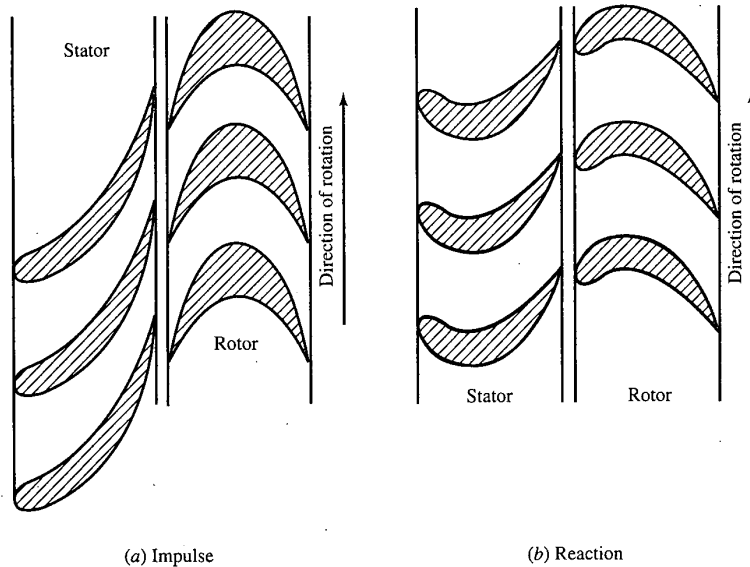 Stator
Rotor
Direction of rotation
(a) Impulse
Stator
Rotor
Direction of rotation
(b) Reaction